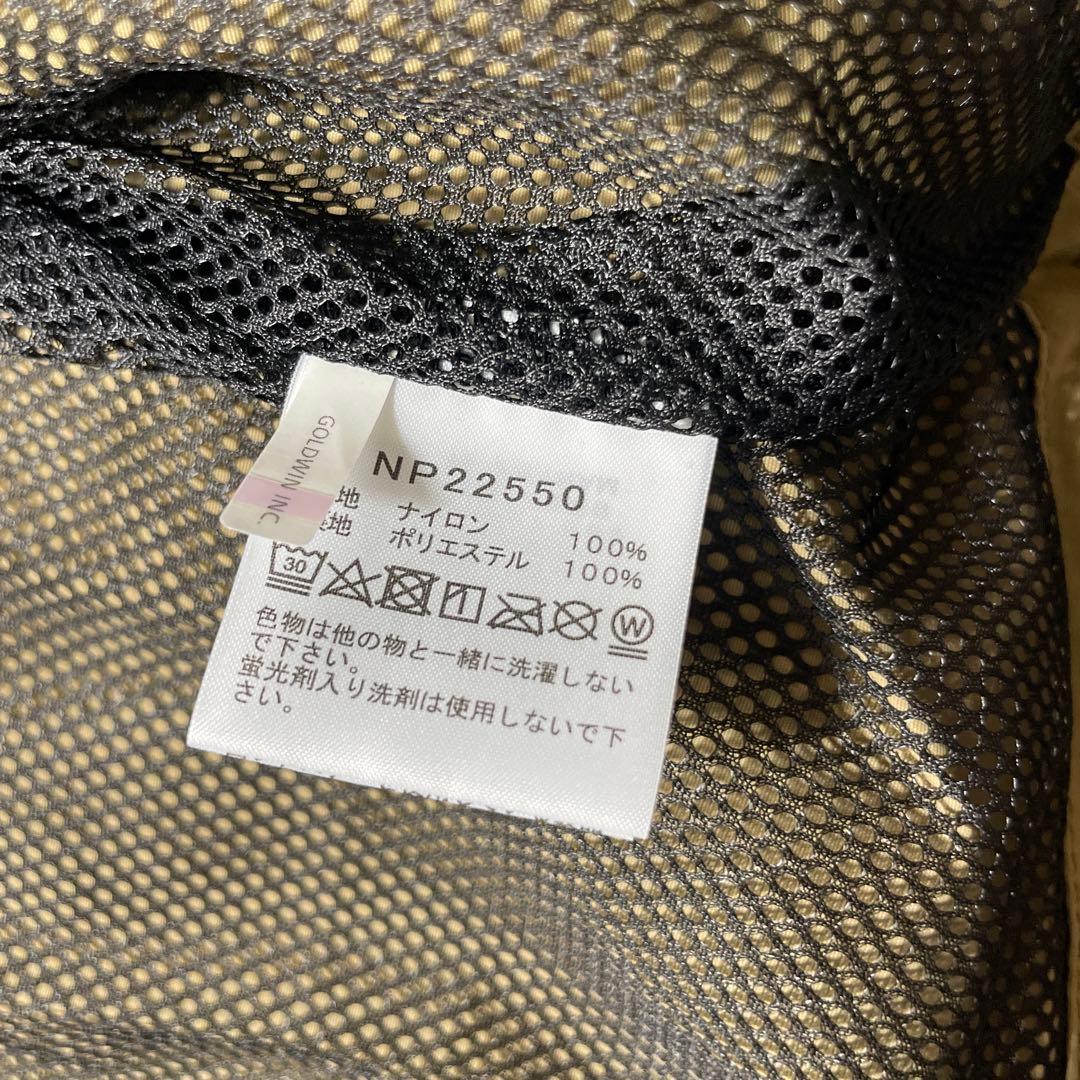 GOLDWIN INC.
NP22550
地 ナイロン 100%
地 ポリエステル 100%
30
W
色物は他の物と一緒に洗濯しない
で下さい。
蛍光剤入り洗剤は使用しないで下
さい。